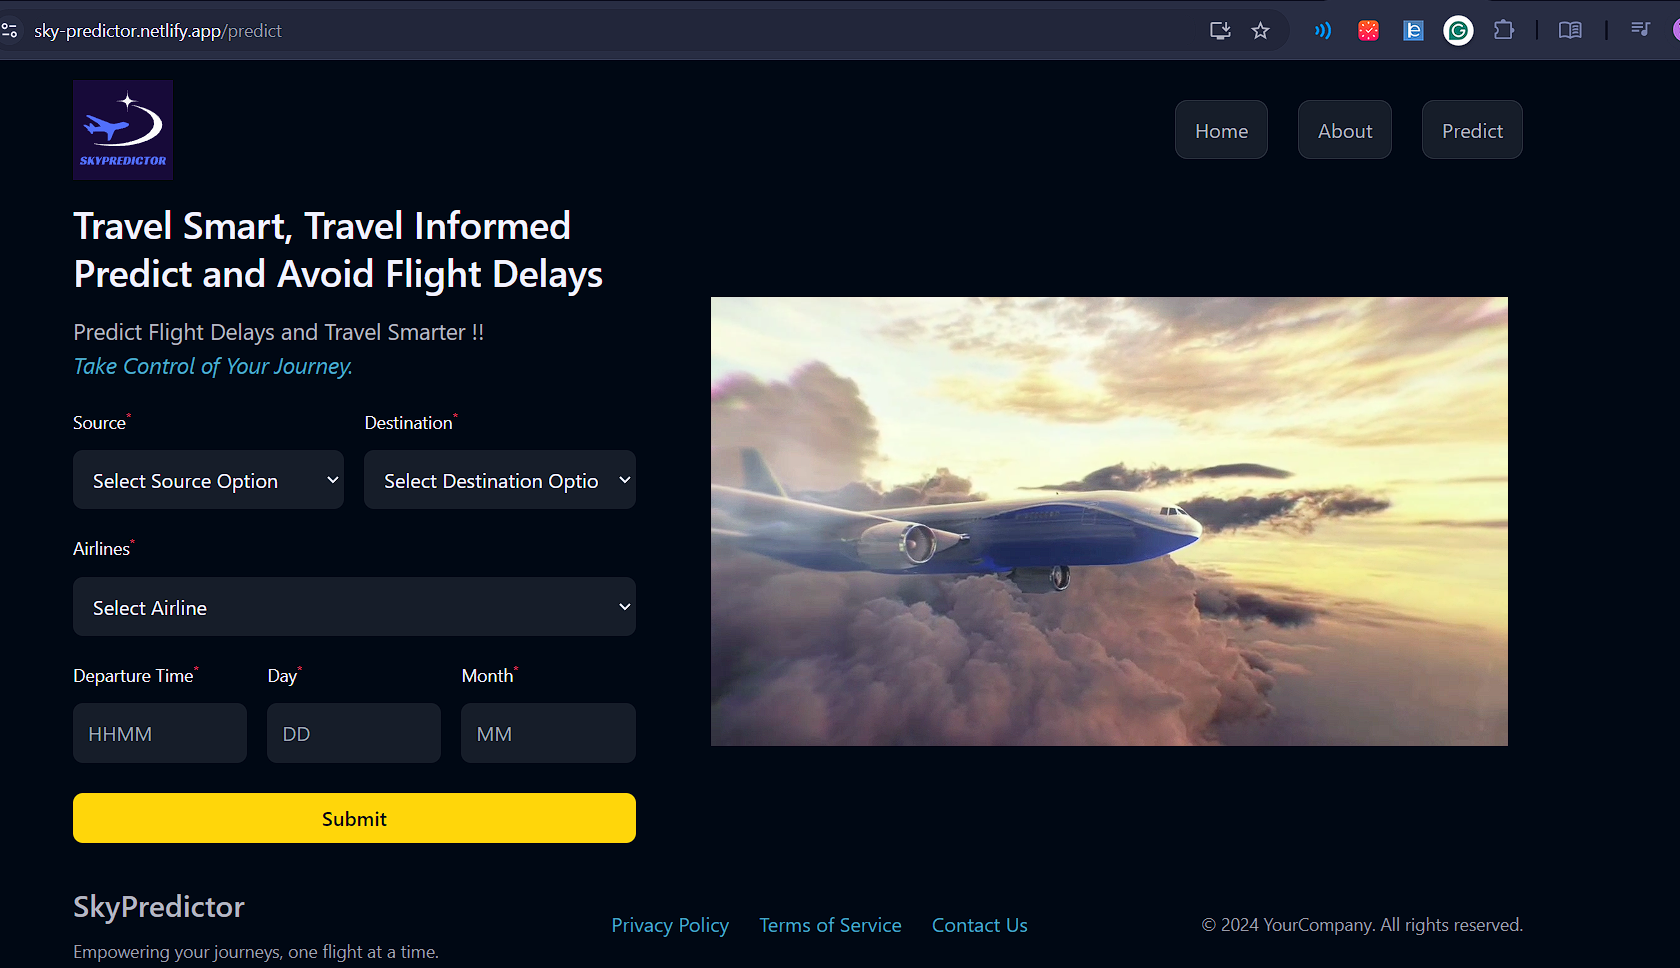 sky-predictor.netlify.app/predict
SKYPREDICTOR
Home
About
Predict
Travel Smart, Travel Informed
Predict and Avoid Flight Delays
Predict Flight Delays and Travel Smarter !!
Take Control of Your Journey.
Source*
Destination*
Select Source Option
Select Destination Optio
Airlines*
Select Airline
Departure Time*
Day*
Month*
HHMM
DD
MM
Submit
SkyPredictor
Empowering your journeys, one flight at a time.
Privacy Policy
Terms of Service
Contact Us
© 2024 YourCompany. All rights reserved.